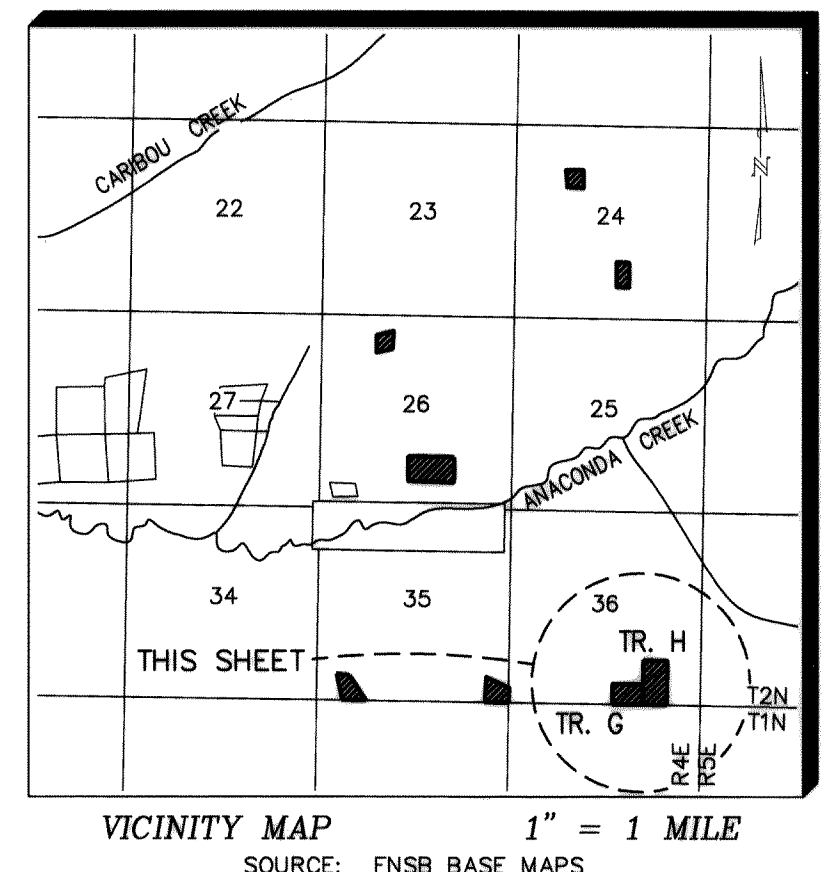 CARIBOU CREEK
N
22
23
24
27
26
25
ANACONDA CREEK
34
35
36
TR. H
THIS SHEET
T2N
TR. G
T1N
R4E
R5E
VICINITY MAP 1" = 1 MILE
SOURCE: FNSB BASE MAPS